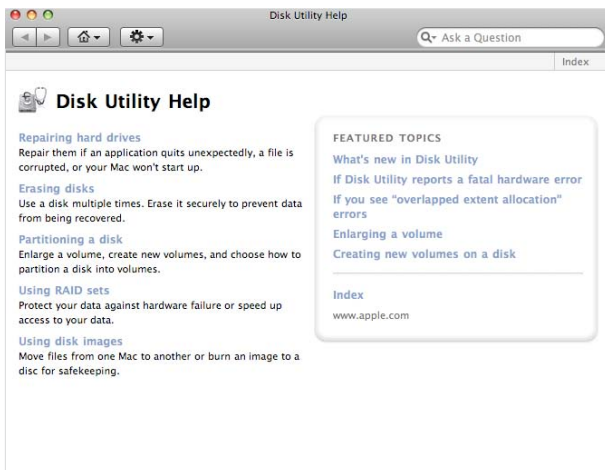 Disk Utility Help
Ask a Question
Index
Disk Utility Help
Repairing hard drives
Repair them if an application quits unexpectedly, a file is
corrupted, or your Mac won't start up.
Erasing disks
Use a disk multiple times. Erase it securely to prevent data
from being recovered.
Partitioning a disk
Enlarge a volume, create new volumes, and choose how to
partition a disk into volumes.
Using RAID sets
Protect your data against hardware failure or speed up
access to your data.
Using disk images
Move files from one Mac to another or burn an image to a
disc for safekeeping.
FEATURED TOPICS
What's new in Disk Utility
If Disk Utility reports a fatal hardware error
If you see "overlapped extent allocation"
errors
Enlarging a volume
Creating new volumes on a disk
Index
www.apple.com